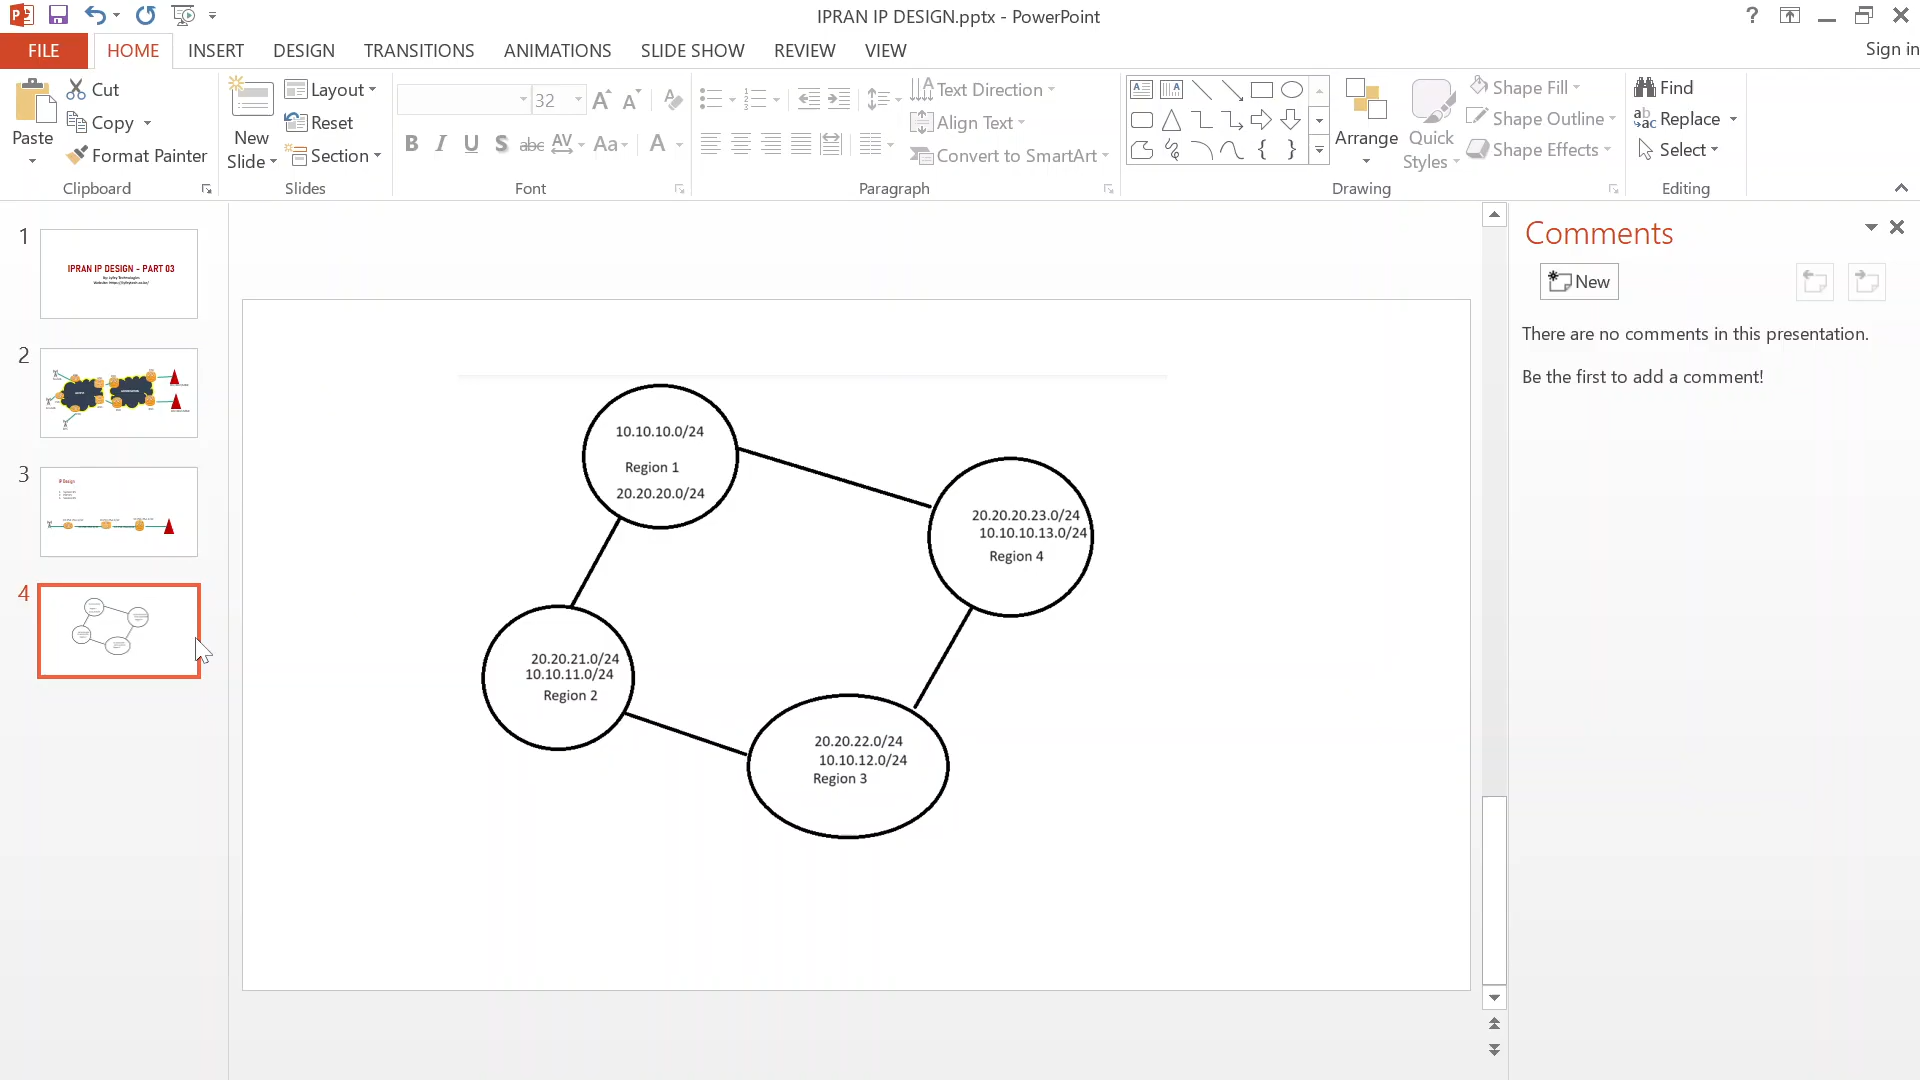 IPRAN IP DESIGN.pptx - PowerPoint
?
FILE HOME INSERT DESIGN TRANSITIONS ANIMATIONS SLIDE SHOW REVIEW VIEW Sign in
Paste
Cut
Copy
Format Painter
Clipboard
New Slide
Layout
Reset
Section
Slides
32
B I U S abc AV Aa A
Font
Text Direction
Align Text
Convert to SmartArt
Paragraph
Arrange
Quick Styles
Shape Fill
Shape Outline
Shape Effects
Drawing
Find
Replace
Select
Editing
1
IPRAN IP DESIGN - PART 03
2
3
IP Design
4
10.10.10.0/24
Region 1
20.20.20.0/24
20.20.20.23.0/24
10.10.10.13.0/24
Region 4
20.20.21.0/24
10.10.11.0/24
Region 2
20.20.22.0/24
10.10.12.0/24
Region 3
Comments
New
There are no comments in this presentation.
Be the first to add a comment!